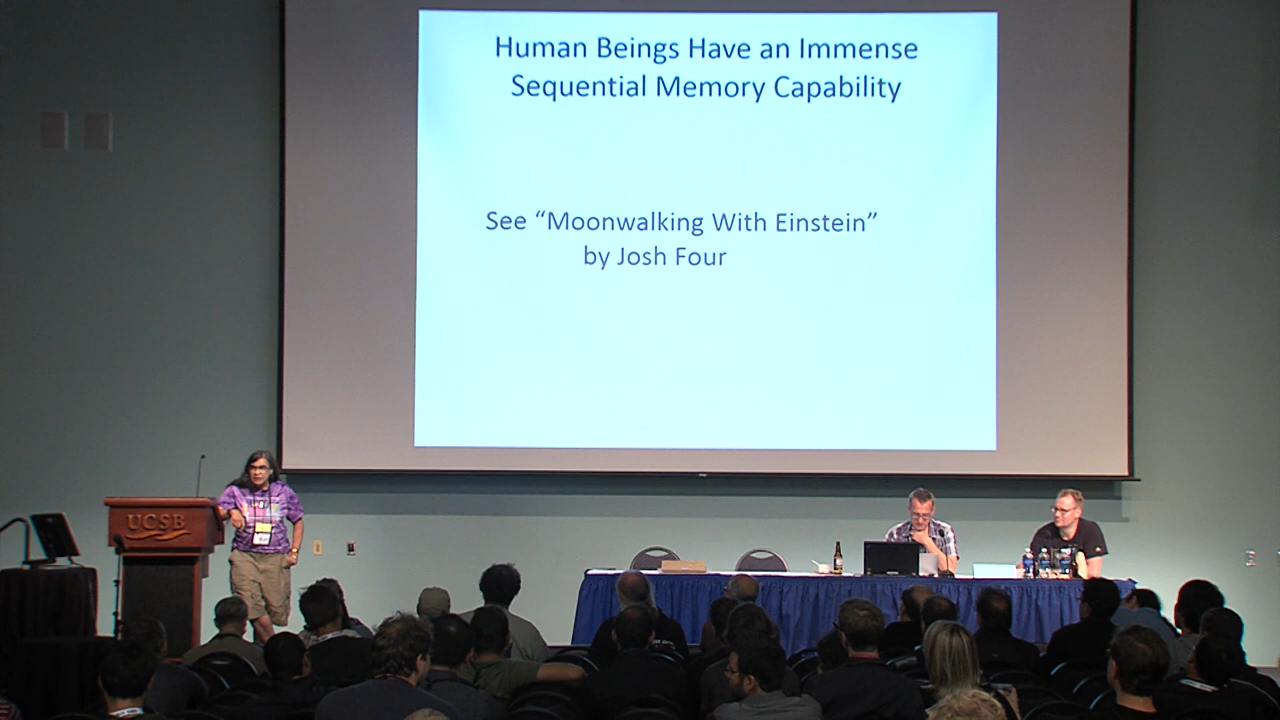 Human Beings Have an Immense
Sequential Memory Capability
See “Moonwalking With Einstein”
by Josh Four
UCSB